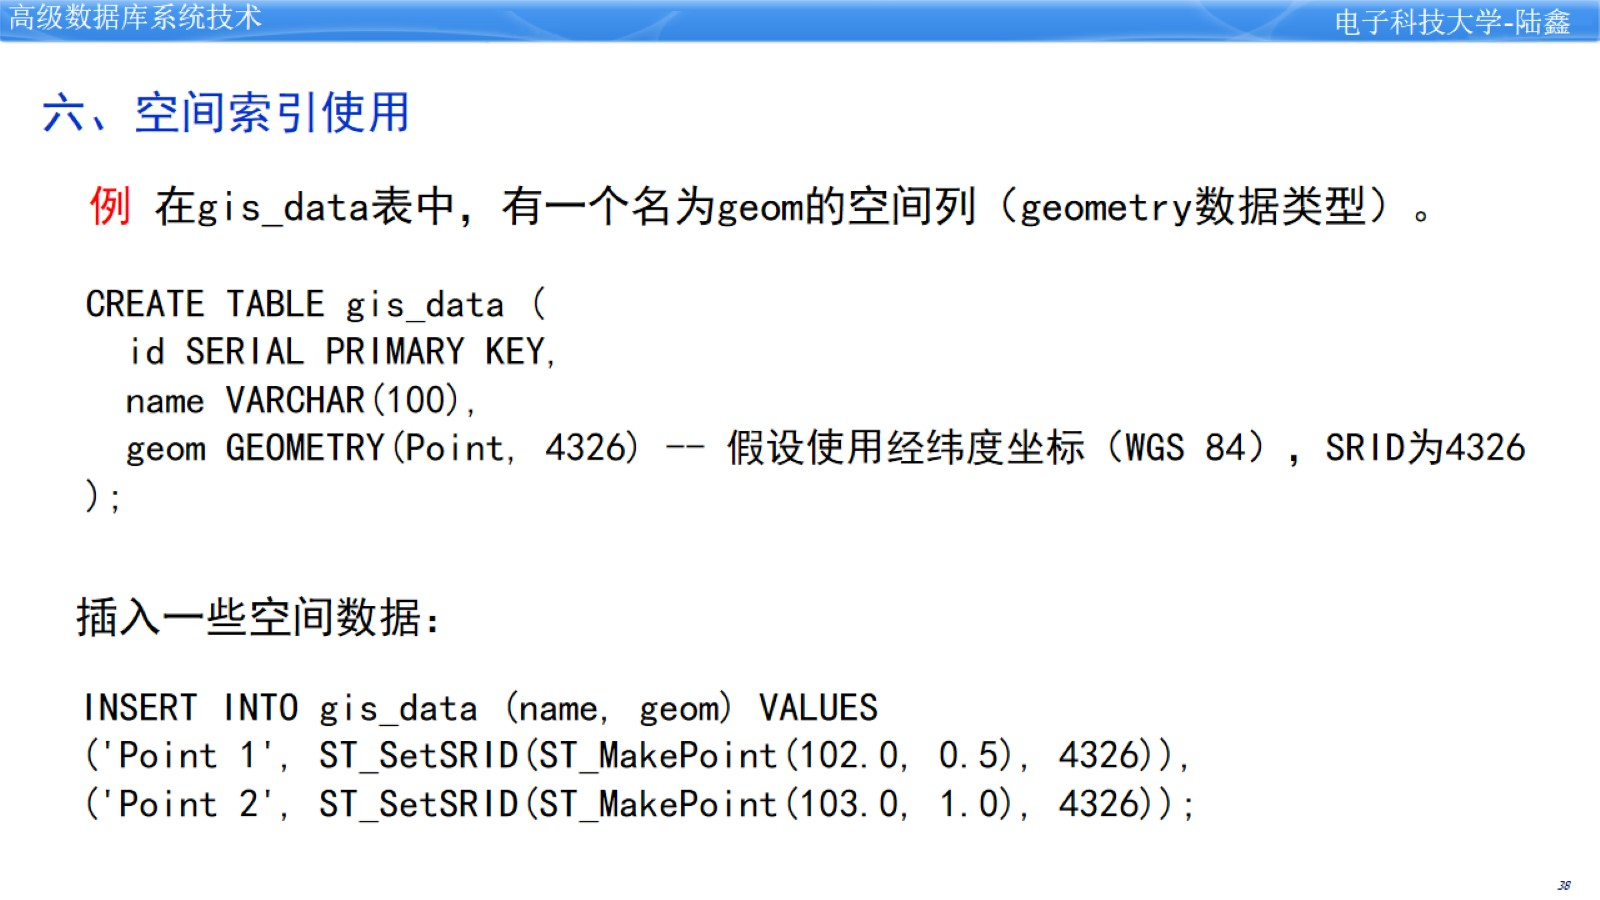 高级数据库系统技术
电子科技大学-陆鑫
六、空间索引使用
例 在gis_data表中，有一个名为geom的空间列（geometry数据类型）。
CREATE TABLE gis_data (
id SERIAL PRIMARY KEY,
name VARCHAR(100),
geom GEOMETRY(Point, 4326) -- 假设使用经纬度坐标（WGS 84），SRID为4326
);
插入一些空间数据：
INSERT INTO gis_data (name, geom) VALUES
('Point 1', ST_SetSRID(ST_MakePoint(102.0, 0.5), 4326)),
('Point 2', ST_SetSRID(ST_MakePoint(103.0, 1.0), 4326));
38